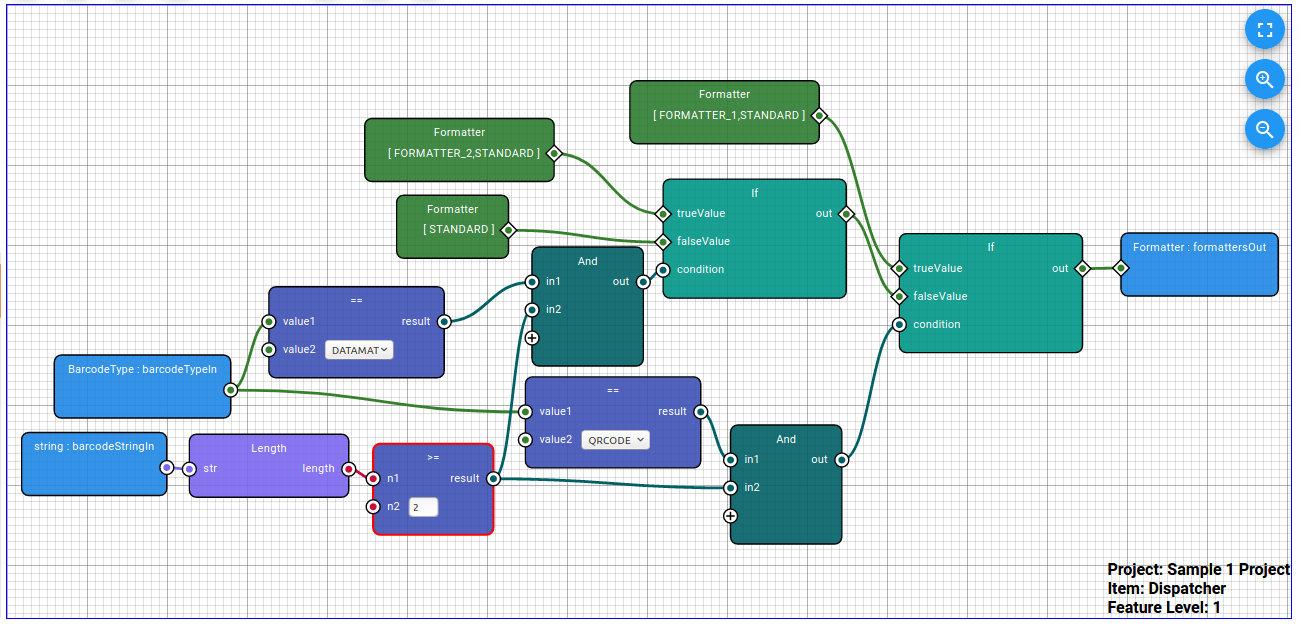 Formatter
[ FORMATTER_1,STANDARD ]
Formatter
[ FORMATTER_2,STANDARD ]
Formatter
[ STANDARD ]
If
trueValue
out
falseValue
condition
If
trueValue
out
falseValue
condition
Formatter : formattersOut
And
in1
out
in2
==
value1
result
value2
DATAMAT
BarcodeType : barcodeTypeIn
==
value1
result
value2
QRCODE
string : barcodeStringIn
Length
str
length
>=
n1
result
n2
2
And
in1
out
in2
Project: Sample 1 Project
Item: Dispatcher
Feature Level: 1